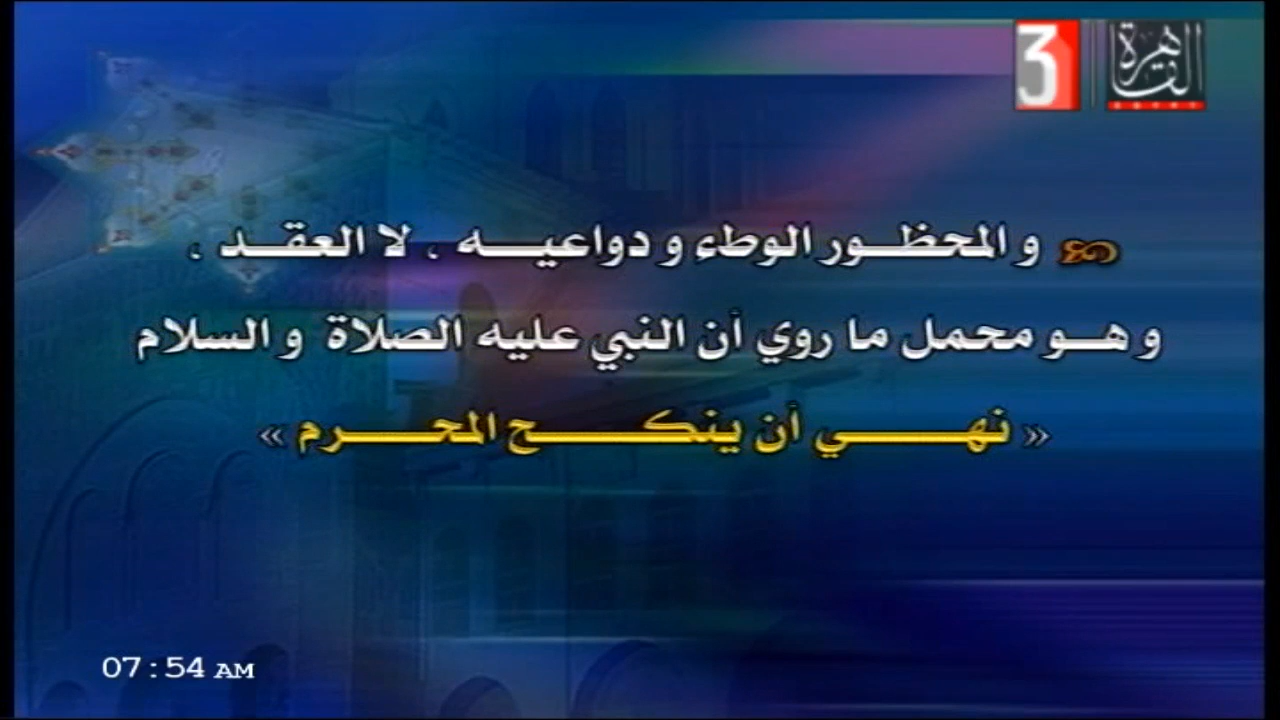 3
القاهرة
EGYPT
و المحظور الوطء و دواعيه ، لا العقد ،
و هو محمل ما روي أن النبي عليه الصلاة و السلام
« نهي أن ينكح المحرم »
07 : 54 AM